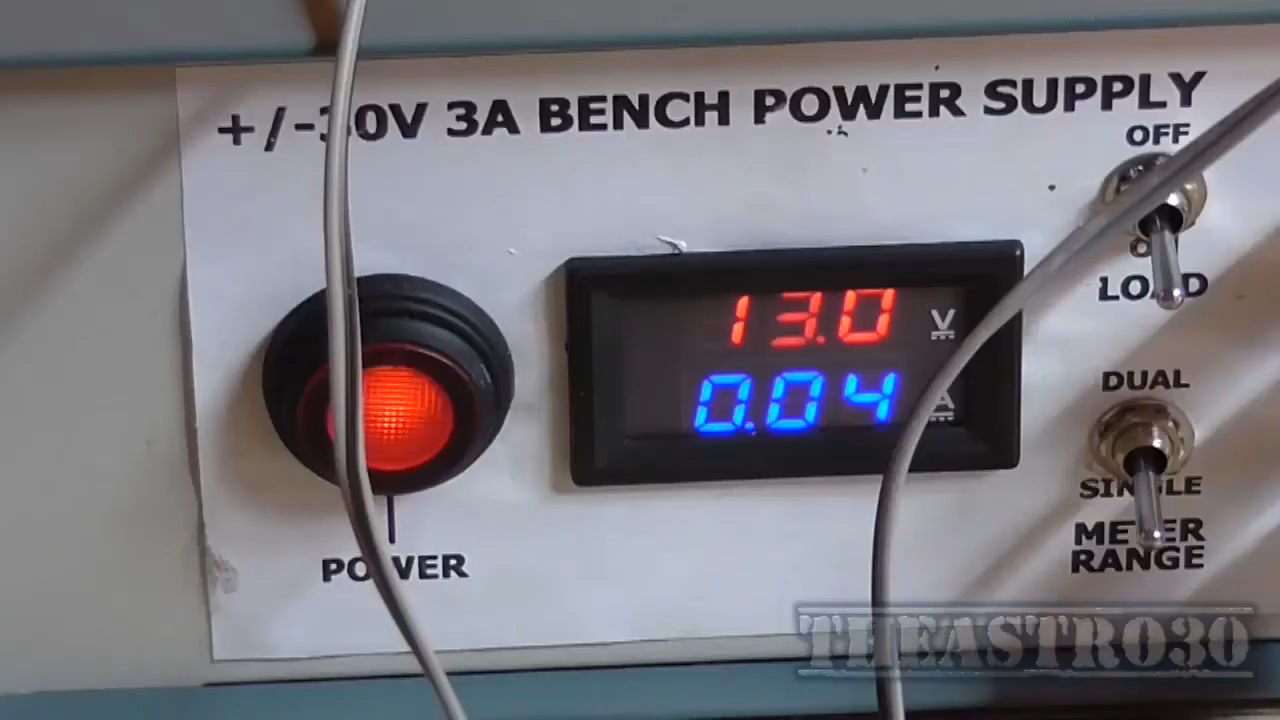 +/-30V 3A BENCH POWER SUPPLY
OFF
LOAD
13.0 V
0.04 A
DUAL
SINGLE
METER
RANGE
POWER
THEASTRO30